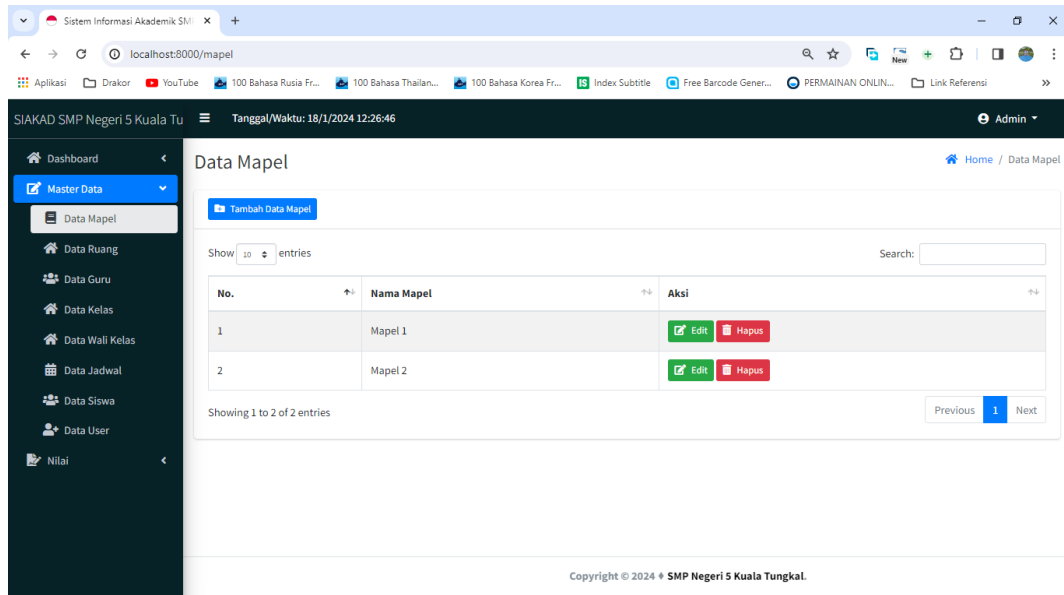 Sistem Informasi Akademik SM
localhost:8000/mapel
New
Aplikasi Drakor YouTube 100 Bahasa Rusia Fr... 100 Bahasa Thailan... 100 Bahasa Korea Fr... IS Index Subtitle Free Barcode Gener... PERMAINAN ONLIN... Link Referensi
SIAKAD SMP Negeri 5 Kuala Tu Tanggal/Waktu: 18/1/2024 12:26:46 Admin
Dashboard
Master Data
Data Mapel
Data Ruang
Data Guru
Data Kelas
Data Wali Kelas
Data Jadwal
Data Siswa
Data User
Nilai
Data Mapel Home / Data Mapel
Tambah Data Mapel
Show 10 entries Search:
No. Nama Mapel Aksi
1 Mapel 1 Edit Hapus
2 Mapel 2 Edit Hapus
Showing 1 to 2 of 2 entries Previous 1 Next
Copyright © 2024 ♦ SMP Negeri 5 Kuala Tungkal.